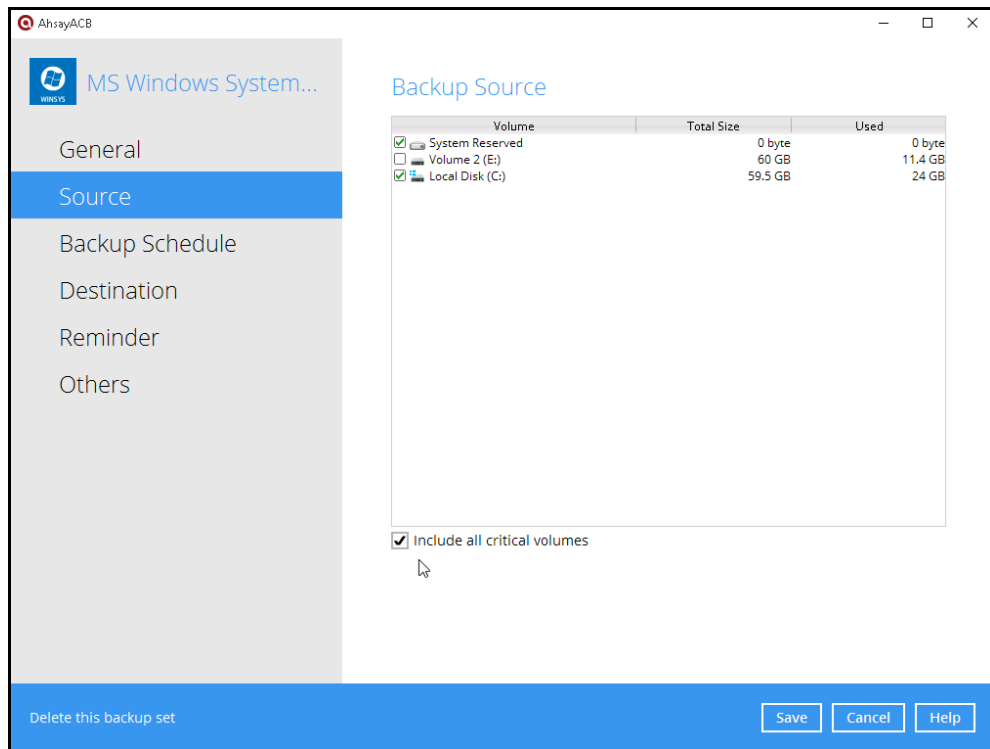 AhsayACB
WINSYS
MS Windows System...
General
Source
Backup Schedule
Destination
Reminder
Others
Backup Source
Volume Total Size Used
System Reserved 0 byte 0 byte
Volume 2 (E:) 60 GB 11.4 GB
Local Disk (C:) 59.5 GB 24 GB
Include all critical volumes
Delete this backup set
Save Cancel Help